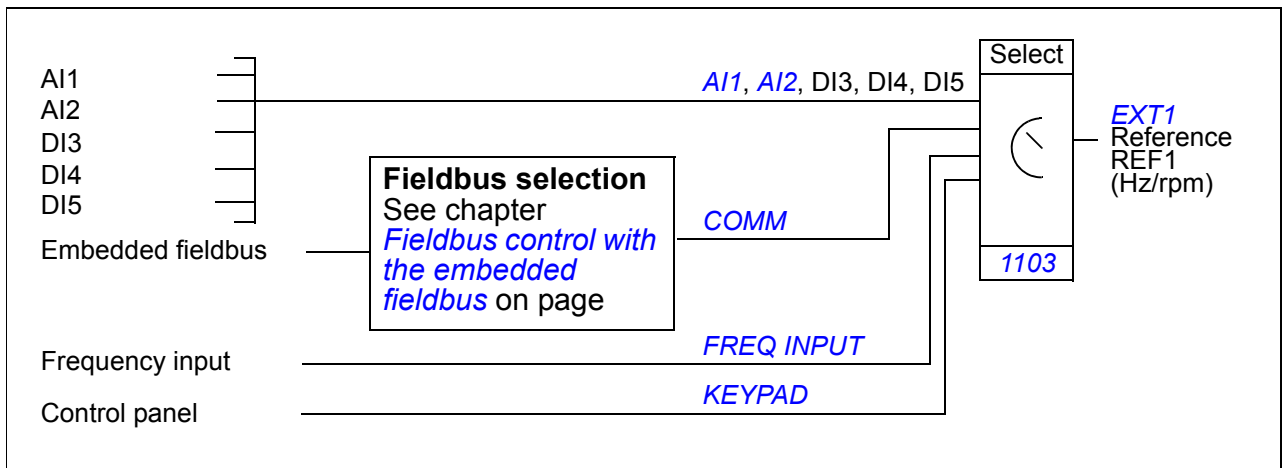 AI1
AI2
DI3
DI4
DI5
Embedded fieldbus
Frequency input
Control panel
Fieldbus selection
See chapter
Fieldbus control with
the embedded
fieldbus on page
AI1, AI2, DI3, DI4, DI5
COMM
FREQ INPUT
KEYPAD
Select
1103
EXT1
Reference
REF1
(Hz/rpm)